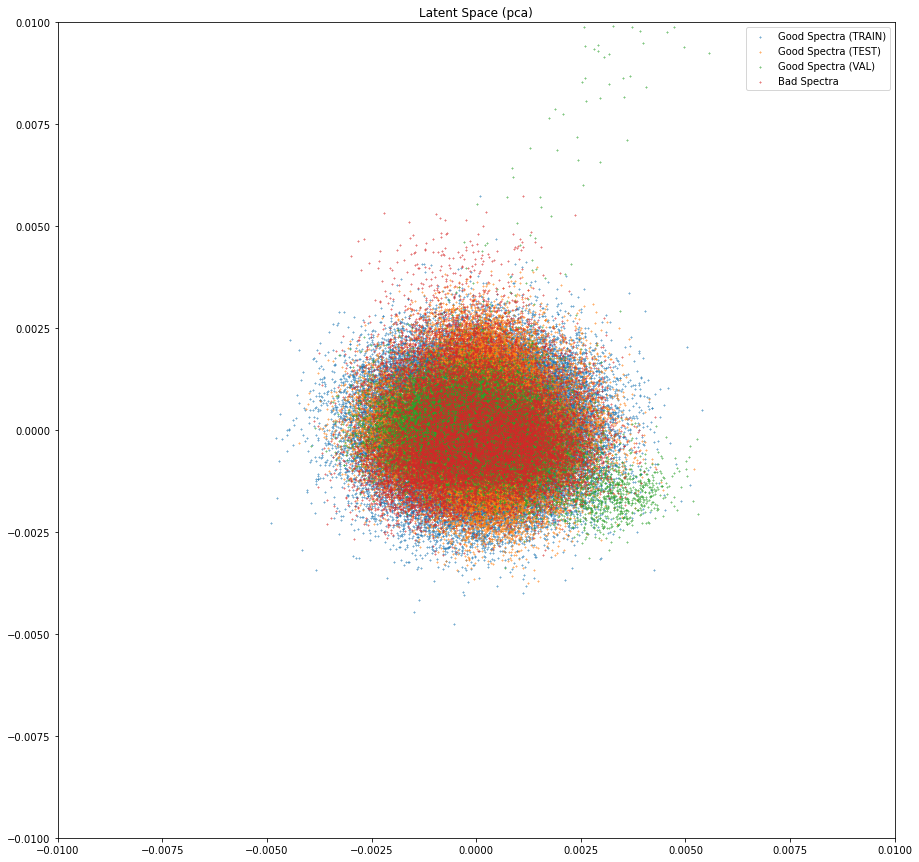 Latent Space (pca)
Good Spectra (TRAIN)
Good Spectra (TEST)
Good Spectra (VAL)
Bad Spectra
0.0100
0.0075
0.0050
0.0025
0.0000
−0.0025
−0.0050
−0.0075
−0.0100
−0.0100 −0.0075 −0.0050 −0.0025 0.0000 0.0025 0.0050 0.0075 0.0100